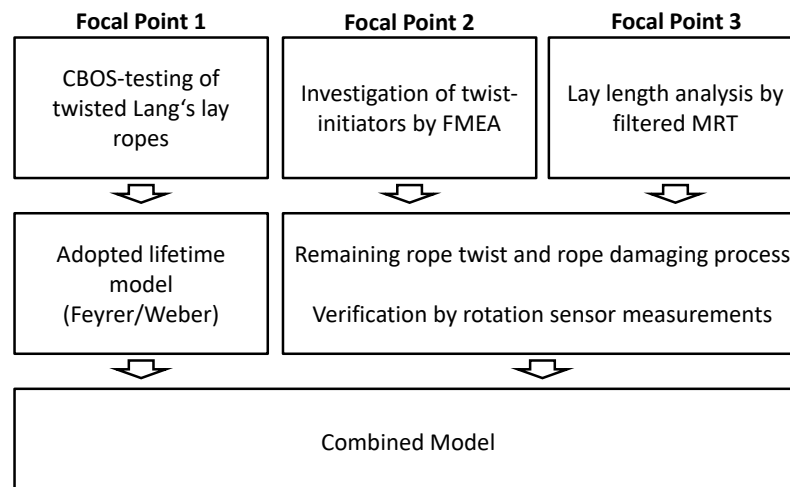 Focal Point 1
Focal Point 2
Focal Point 3
CBOS-testing of
twisted Lang‘s lay
ropes
Investigation of twist-
initiators by FMEA
Lay length analysis by
filtered MRT
Adopted lifetime
model
(Feyrer/Weber)
Remaining rope twist and rope damaging process
Verification by rotation sensor measurements
Combined Model